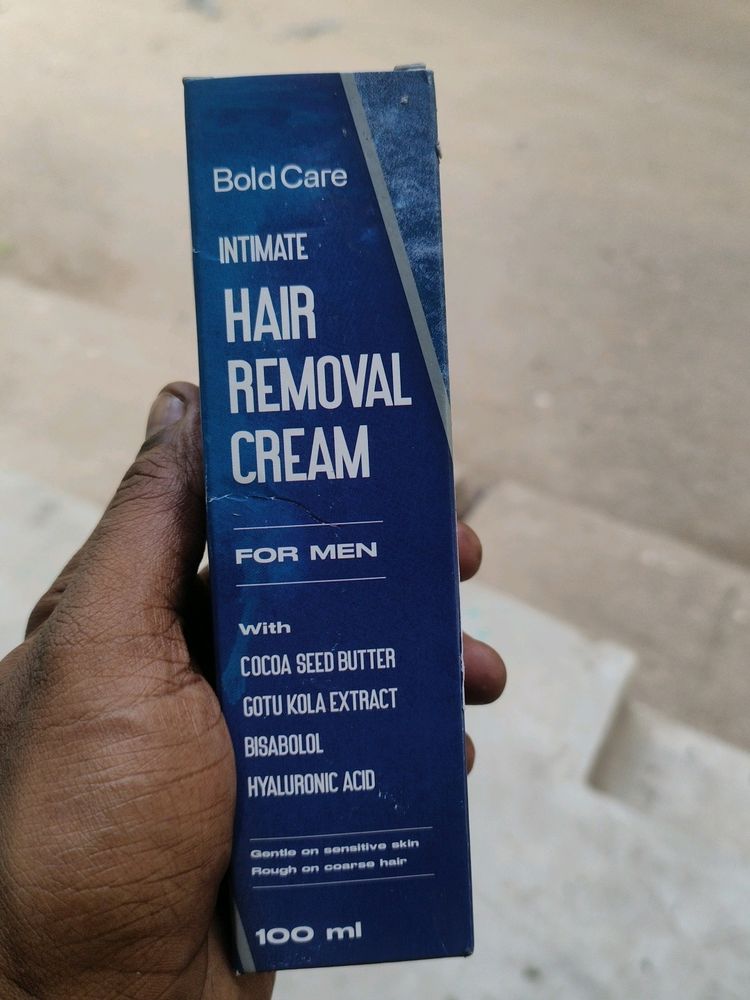 Bold Care
INTIMATE
HAIR
REMOVAL
CREAM
FOR MEN
With
COCOA SEED BUTTER
GOTU KOLA EXTRACT
BISABOLOL
HYALURONIC ACID
Gentle on sensitive skin
Rough on coarse hair
100 ml